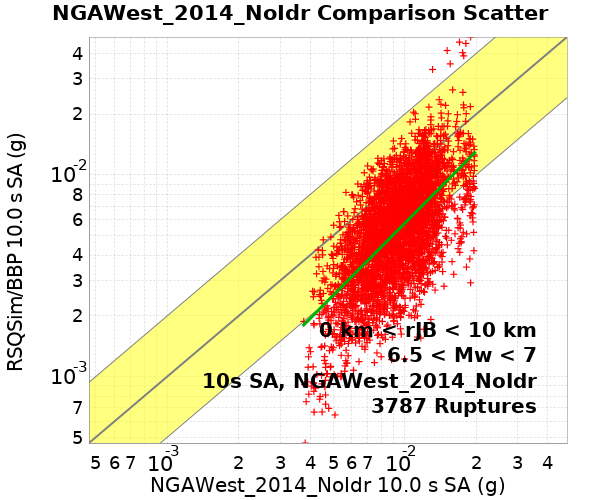 NGAWest_2014_NoIdr Comparison Scatter
RSQSim/BBP 10.0 s SA (g)
4
3
2
10-2
8
6
4
3
2
10-3
7
5
0 km < rJB < 10 km
6.5 < Mw < 7
10s SA, NGAWest_2014_NoIdr
3787 Ruptures
5 6 7 10-3 2 3 4 5 6 7 10-2 2 3 4
NGAWest_2014_NoIdr 10.0 s SA (g)